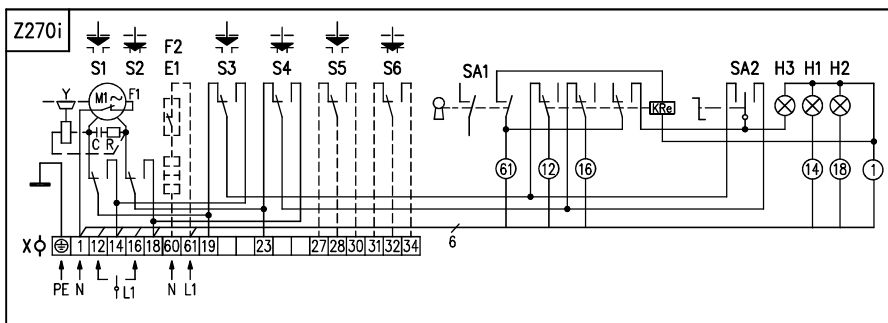 Z270i
F2
S1 S2 E1 S3 S4 S5 S6 SA1 SA2 H3 H1 H2
Y M1~ F1
KRe
C R
61 12 16 14 18 1
X 1 12 14 16 18 60 61 19 23 27 28 30 31 32 34
6
PE N L1 N L1